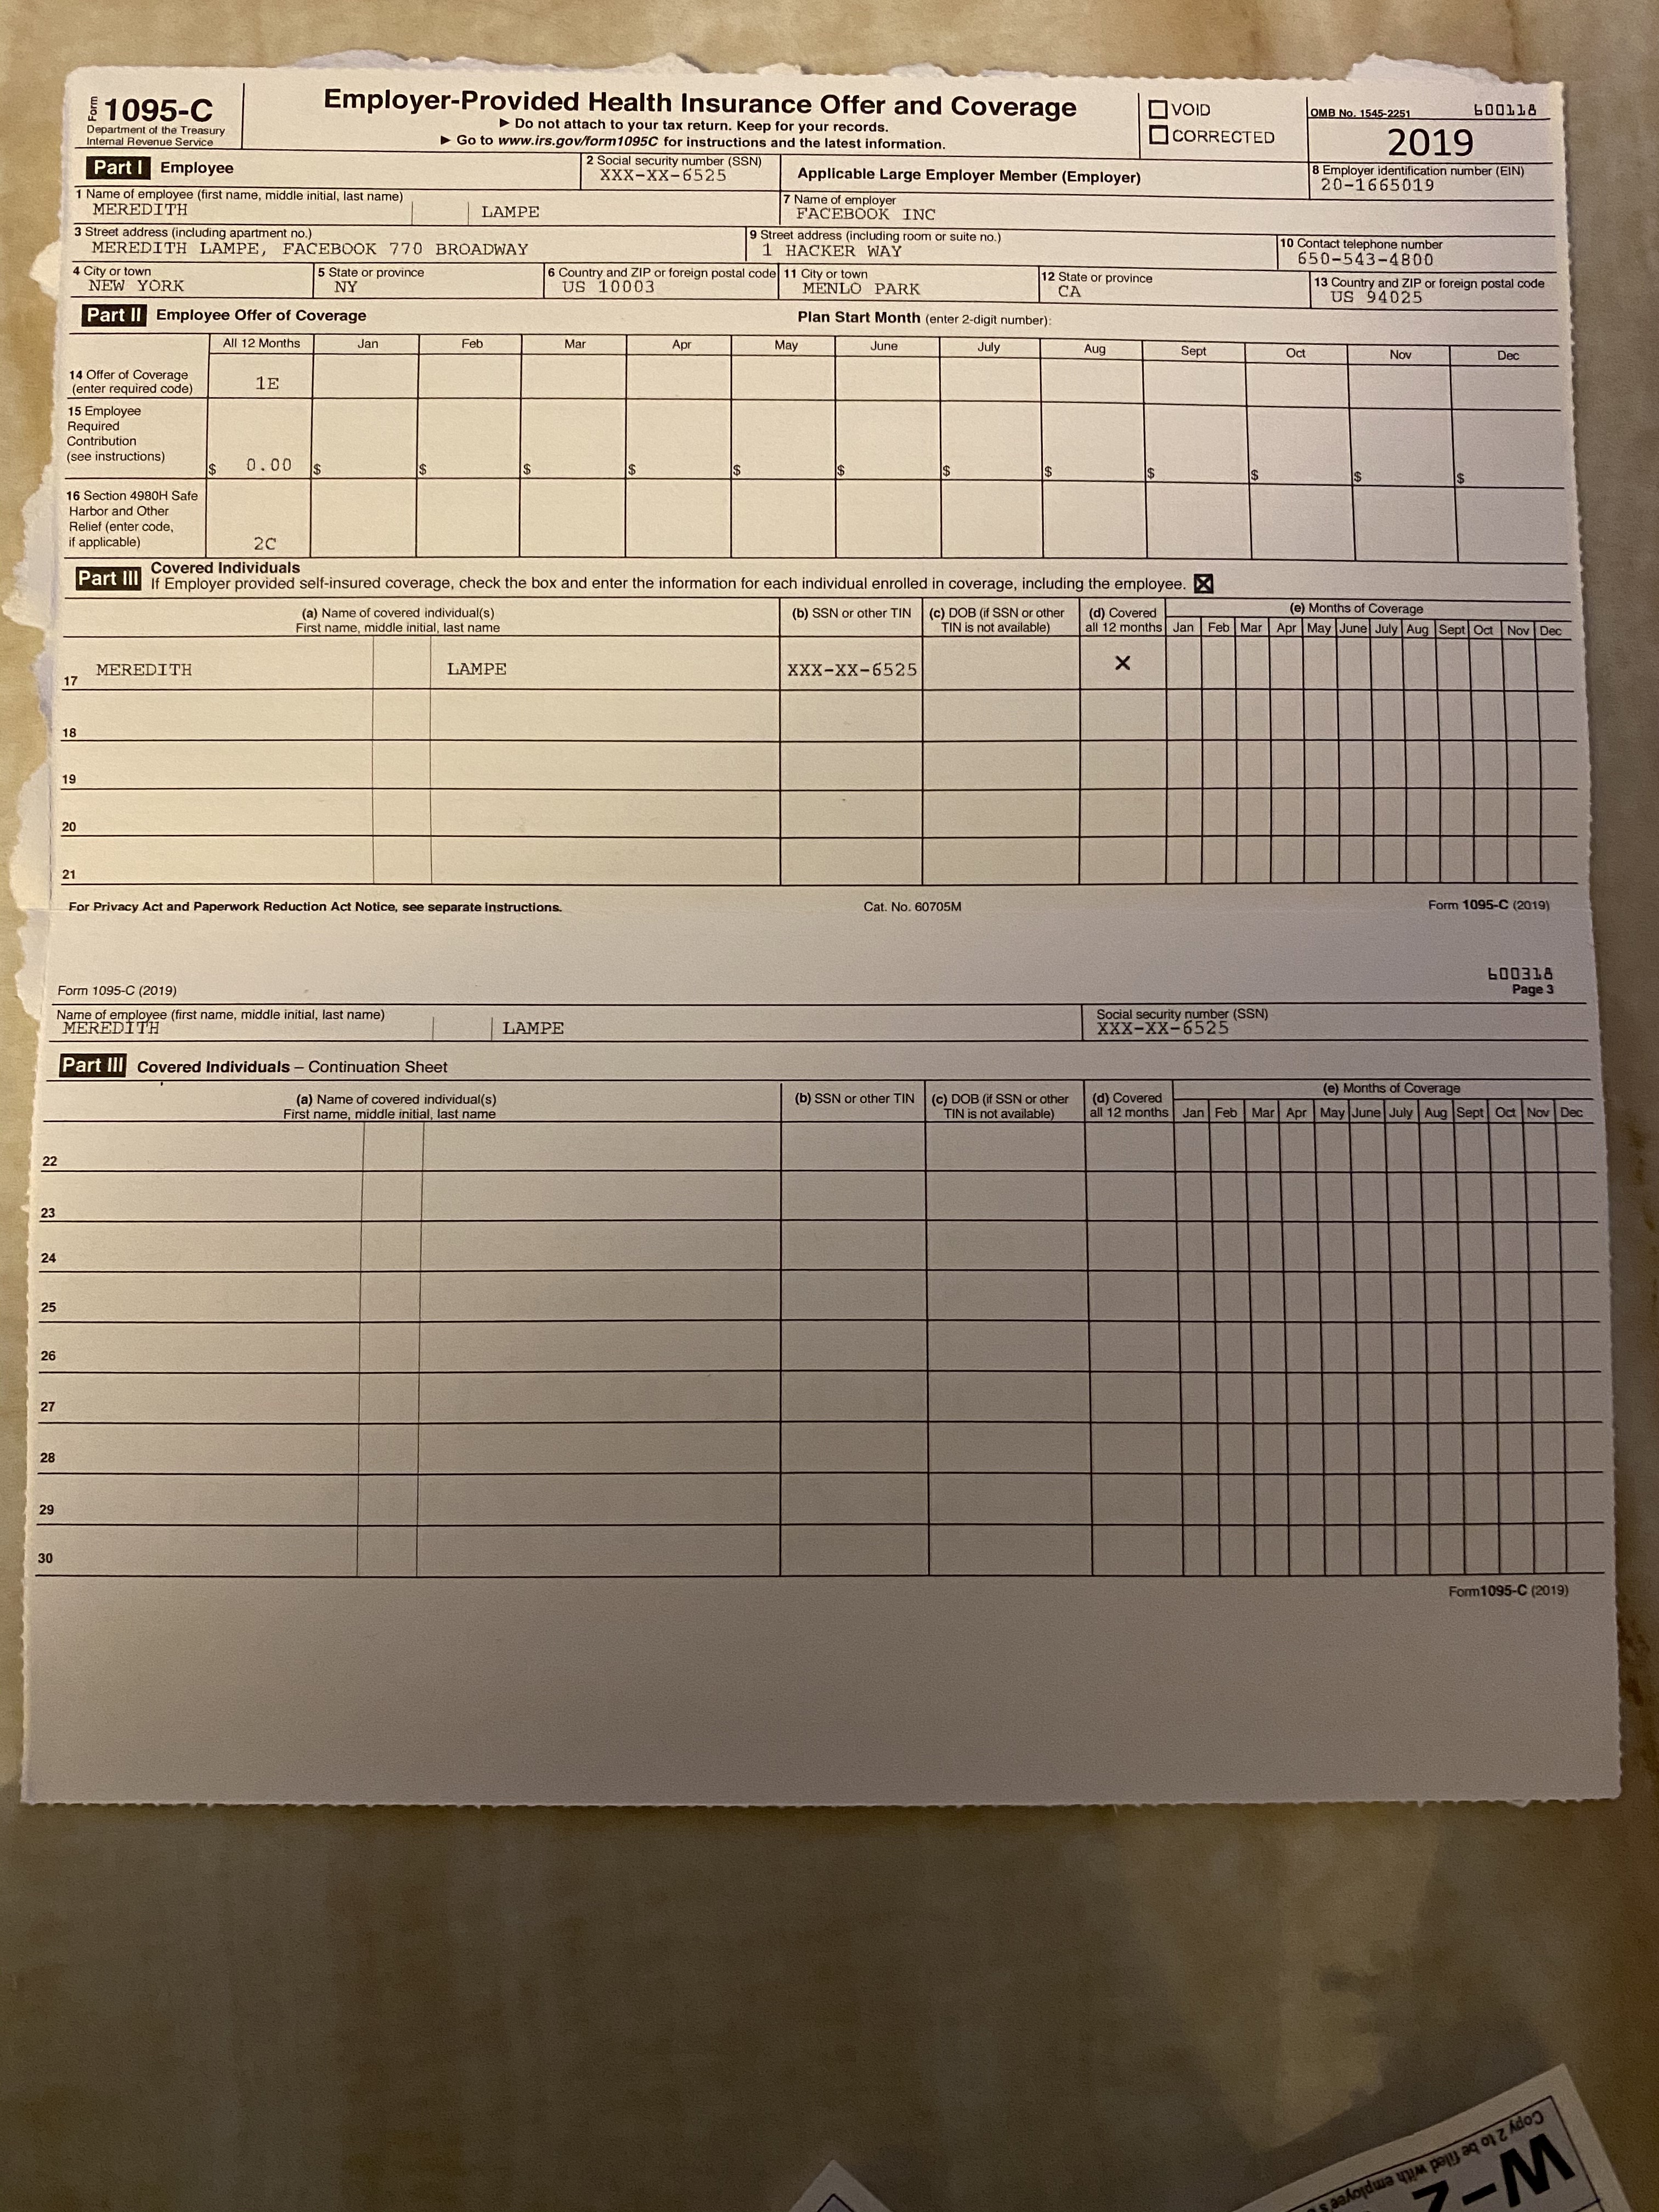 Form 1095-C
Department of the Treasury
Internal Revenue Service
Employer-Provided Health Insurance Offer and Coverage
▶ Do not attach to your tax return. Keep for your records.
▶ Go to www.irs.gov/form1095C for instructions and the latest information.
VOID
CORRECTED
OMB No. 1545-2251
600118
2019
Part I Employee
2 Social security number (SSN)
XXX-XX-6525
Applicable Large Employer Member (Employer)
8 Employer identification number (EIN)
20-1665019
1 Name of employee (first name, middle initial, last name)
MEREDITH LAMPE
7 Name of employer
FACEBOOK INC
3 Street address (including apartment no.)
MEREDITH LAMPE, FACEBOOK 770 BROADWAY
9 Street address (including room or suite no.)
1 HACKER WAY
10 Contact telephone number
650-543-4800
4 City or town
NEW YORK
5 State or province
NY
6 Country and ZIP or foreign postal code
US 10003
11 City or town
MENLO PARK
12 State or province
CA
13 Country and ZIP or foreign postal code
US 94025
Part II Employee Offer of Coverage
Plan Start Month (enter 2-digit number):
All 12 Months Jan Feb Mar Apr May June July Aug Sept Oct Nov Dec
14 Offer of Coverage
(enter required code)
1E
15 Employee
Required
Contribution
(see instructions)
$ 0.00 $ $ $ $ $ $ $ $ $ $ $ $
16 Section 4980H Safe
Harbor and Other
Relief (enter code,
if applicable)
2C
Part III Covered Individuals
If Employer provided self-insured coverage, check the box and enter the information for each individual enrolled in coverage, including the employee. X
(a) Name of covered individual(s)
First name, middle initial, last name
(b) SSN or other TIN
(c) DOB (if SSN or other
TIN is not available)
(d) Covered
all 12 months
(e) Months of Coverage
Jan Feb Mar Apr May June July Aug Sept Oct Nov Dec
17 MEREDITH LAMPE XXX-XX-6525 X
18
19
20
21
For Privacy Act and Paperwork Reduction Act Notice, see separate instructions.
Cat. No. 60705M
Form 1095-C (2019)
600318
Form 1095-C (2019)
Page 3
Name of employee (first name, middle initial, last name)
MEREDITH LAMPE
Social security number (SSN)
XXX-XX-6525
Part III Covered Individuals – Continuation Sheet
(a) Name of covered individual(s)
First name, middle initial, last name
(b) SSN or other TIN
(c) DOB (if SSN or other
TIN is not available)
(d) Covered
all 12 months
(e) Months of Coverage
Jan Feb Mar Apr May June July Aug Sept Oct Nov Dec
22
23
24
25
26
27
28
29
30
Form 1095-C (2019)
Copy 2 to be filed with employee's
W-2